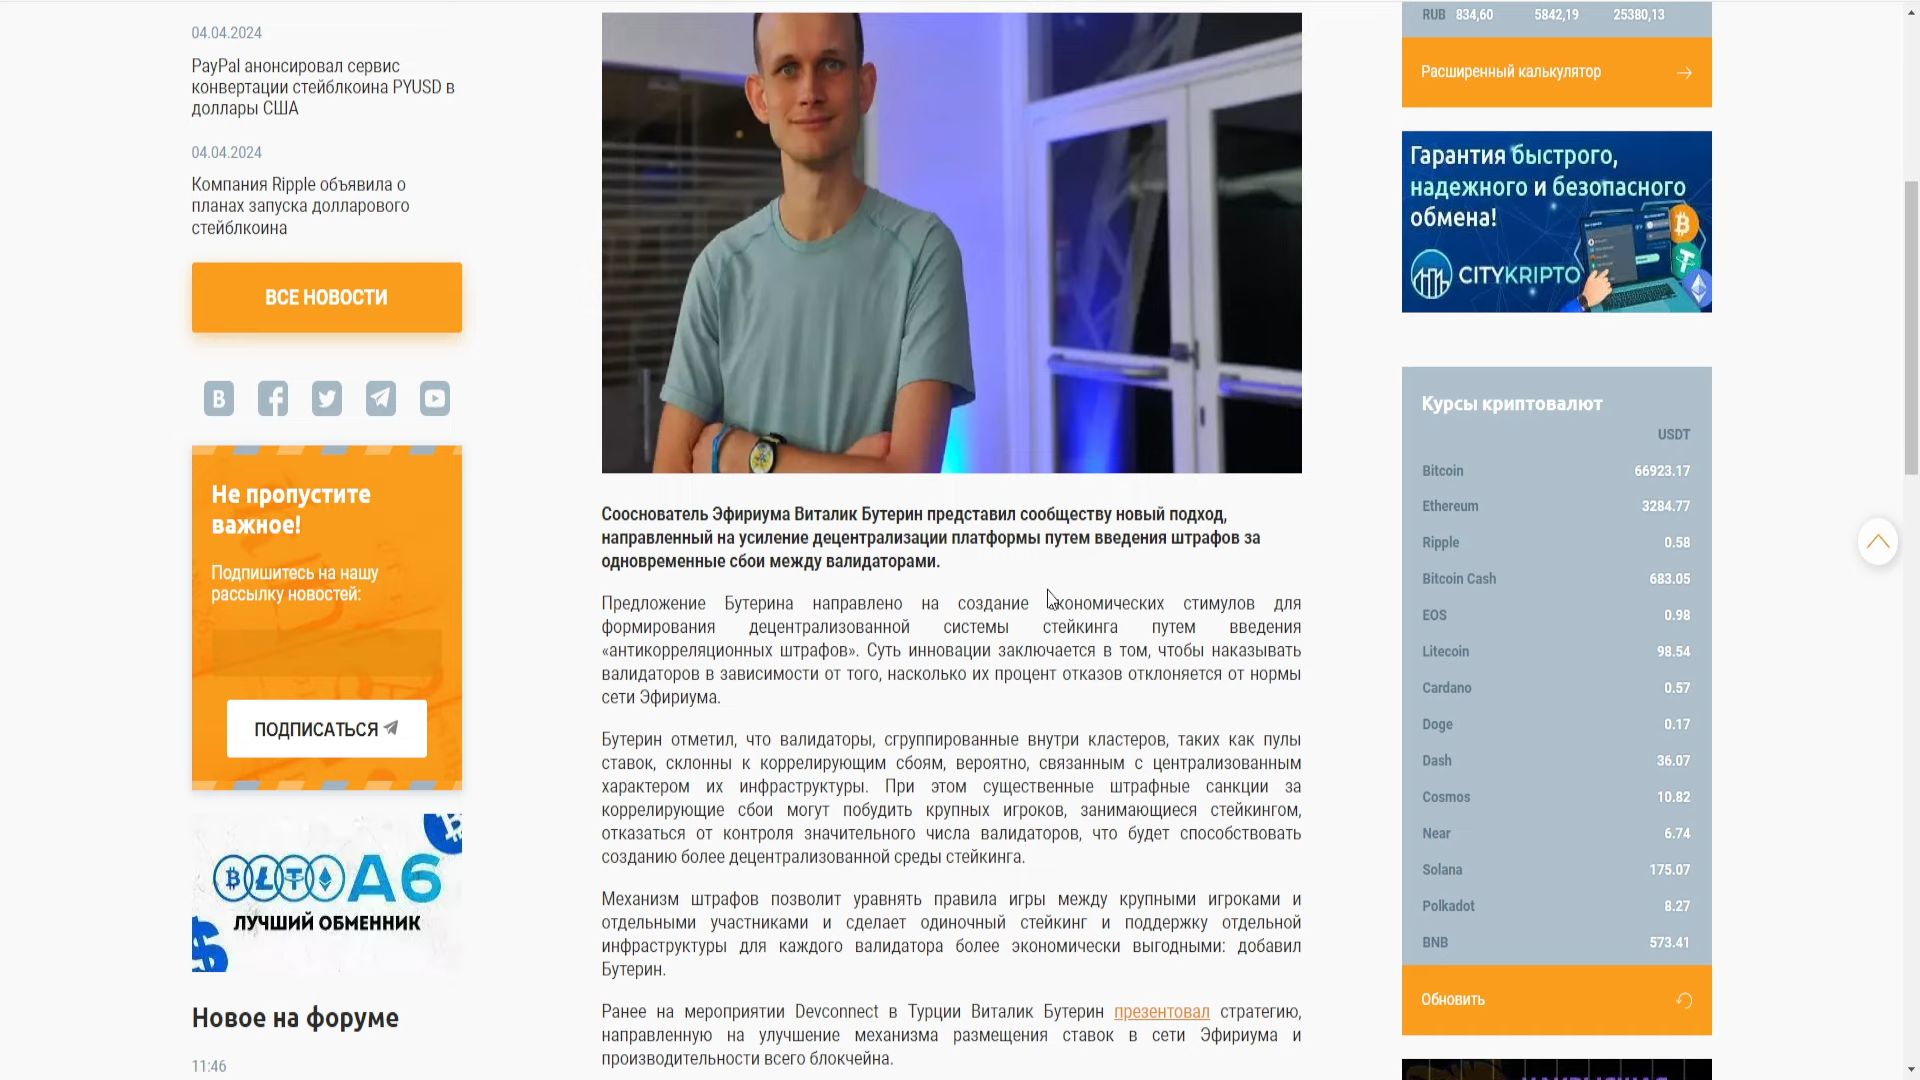 04.04.2024
PayPal анонсировал сервис
конвертации стейблкоина PYUSD в
доллары США
04.04.2024
Компания Ripple объявила о
планах запуска долларового
стейблкоина
ВСЕ НОВОСТИ
Не пропустите
важное!
Подпишитесь на нашу
рассылку новостей:
ПОДПИСАТЬСЯ
A6
ЛУЧШИЙ ОБМЕННИК
Новое на форуме
11:46
Сооснователь Эфириума Виталик Бутерин представил сообществу новый подход,
направленный на усиление децентрализации платформы путем введения штрафов за
одновременные сбои между валидаторами.
Предложение Бутерина направлено на создание экономических стимулов для
формирования децентрализованной системы стейкинга путем введения
«антикорреляционных штрафов». Суть инновации заключается в том, чтобы наказывать
валидаторов в зависимости от того, насколько их процент отказов отклоняется от нормы
сети Эфириума.
Бутерин отметил, что валидаторы, сгруппированные внутри кластеров, таких как пулы
ставок, склонны к коррелирующим сбоям, вероятно, связанным с централизованным
характером их инфраструктуры. При этом существенные штрафные санкции за
коррелирующие сбои могут побудить крупных игроков, занимающиеся стейкингом,
отказаться от контроля значительного числа валидаторов, что будет способствовать
созданию более децентрализованной среды стейкинга.
Механизм штрафов позволит уравнять правила игры между крупными игроками и
отдельными участниками и сделает одиночный стейкинг и поддержку отдельной
инфраструктуры для каждого валидатора более экономически выгодными: добавил
Бутерин.
Ранее на мероприятии Devconnect в Турции Виталик Бутерин презентовал стратегию,
направленную на улучшение механизма размещения ставок в сети Эфириума и
производительности всего блокчейна.
RUB 834,60 5842,19 25380,13
Расширенный калькулятор
Гарантия быстрого,
надежного и безопасного
обмена!
CITYKRIPTO
Курсы криптовалют
USDT
Bitcoin 66923.17
Ethereum 3284.77
Ripple 0.58
Bitcoin Cash 683.05
EOS 0.98
Litecoin 98.54
Cardano 0.57
Doge 0.17
Dash 36.07
Cosmos 10.82
Near 6.74
Solana 175.07
Polkadot 8.27
BNB 573.41
Обновить